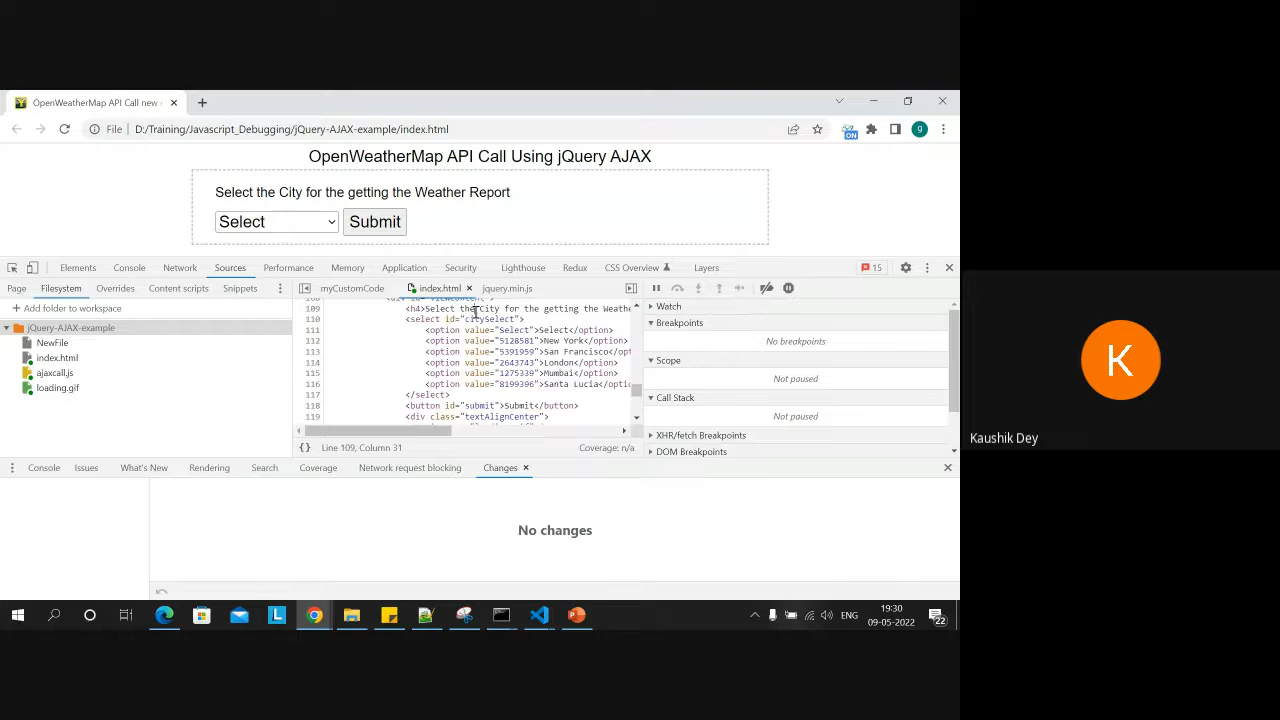 OpenWeatherMap API Call new
File D:/Training/Javascript_Debugging/jQuery-AJAX-example/index.html
ON
9
OpenWeatherMap API Call Using jQuery AJAX
Select the City for the getting the Weather Report
Select Submit
Elements Console Network Sources Performance Memory Application Security Lighthouse Redux CSS Overview Layers 15
Page Filesystem Overrides Content scripts Snippets myCustomCode index.html jquery.min.js
+ Add folder to workspace
jQuery-AJAX-example
NewFile
index.html
ajaxcall.js
loading.gif
109 <h4>Select the City for the getting the Weathe
110 <select id="citySelect">
111 <option value="Select">Select</option>
112 <option value="5128581">New York</option>
113 <option value="5391959">San Francisco</opt
114 <option value="2643743">London</option>
115 <option value="1275339">Mumbai</option>
116 <option value="8199396">Santa Lucia</optio
117 </select>
118 <button id="submit">Submit</button>
119 <div class="textAlignCenter">
{} Line 109, Column 31 Coverage: n/a
Watch
Breakpoints
No breakpoints
Scope
Not paused
Call Stack
Not paused
XHR/fetch Breakpoints
DOM Breakpoints
Console Issues What's New Rendering Search Coverage Network request blocking Changes
No changes
ENG
19:30
09-05-2022
22
K
Kaushik Dey